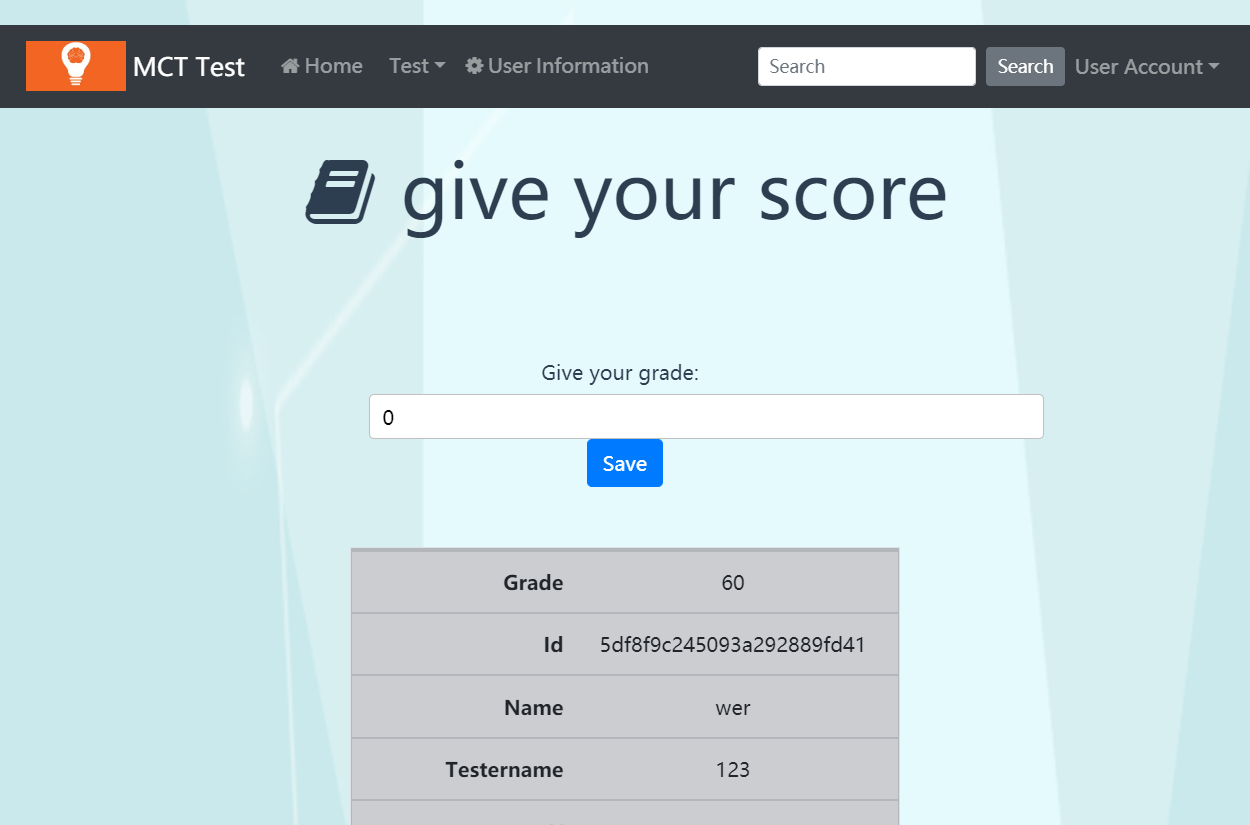 MCT Test Home Test User Information Search Search User Account
give your score
Give your grade:
0
Save
Grade 60
Id 5df8f9c245093a292889fd41
Name wer
Testername 123